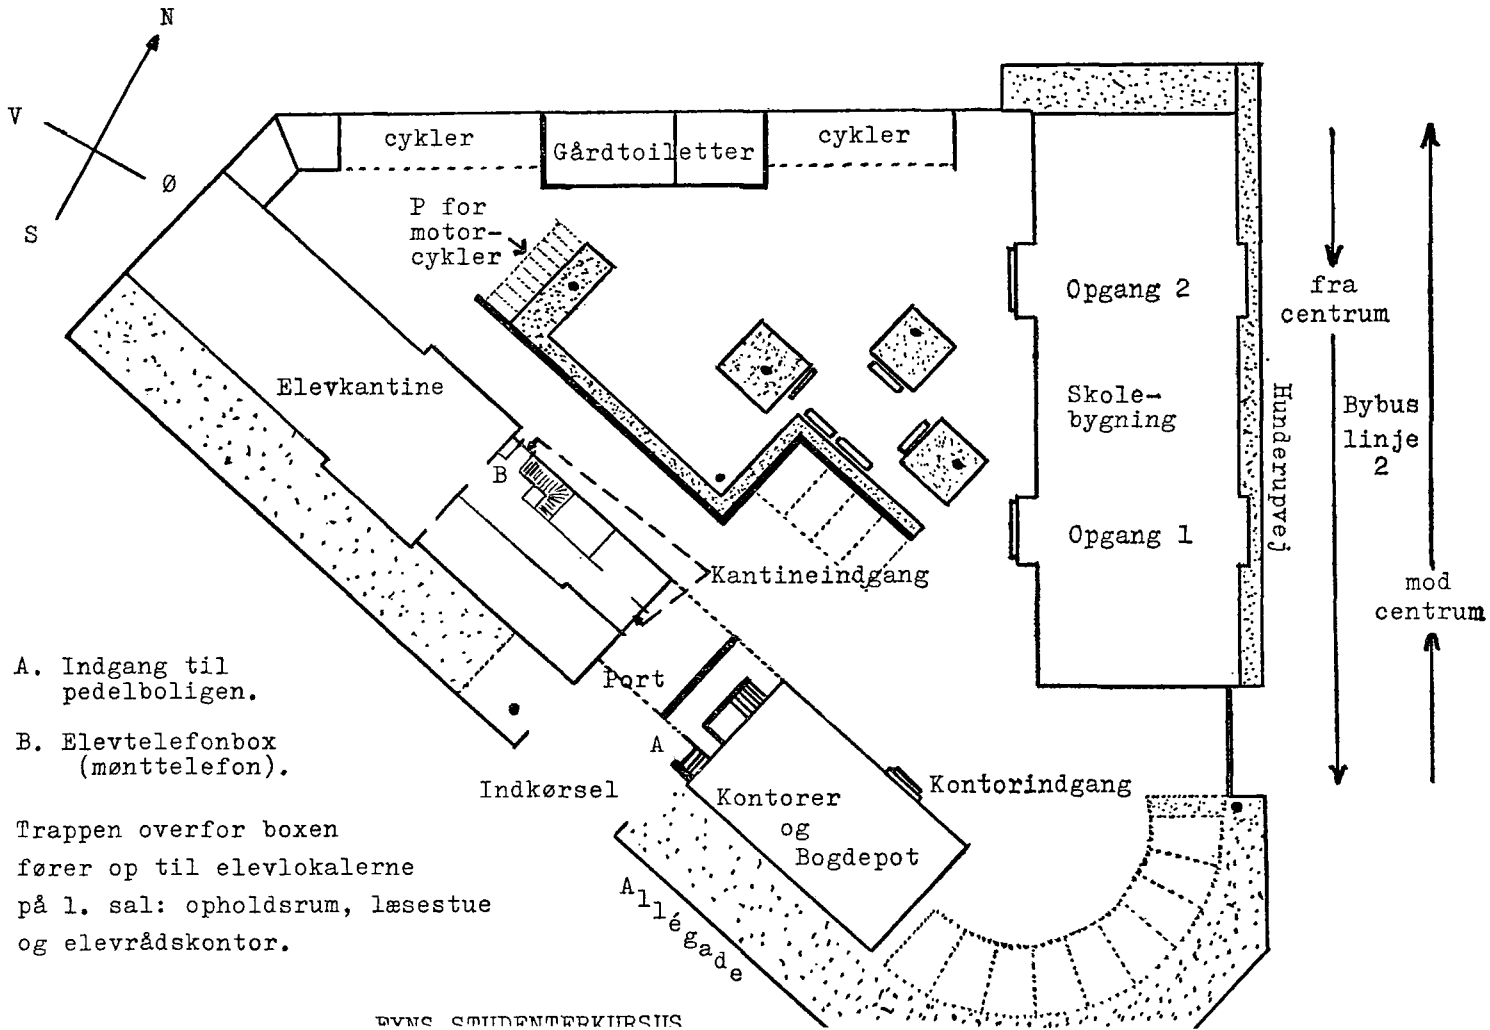 N
V
Ø
S
cykler
Gårdtoiletter
cykler
P for
motor-
cykler
Opgang 2
fra
centrum
Elevkantine
Skole-
bygning
Hunderupvej
Bybus
linje
2
B
Opgang 1
Kantineindgang
mod
centrum
A. Indgang til
pedelboligen.
Port
B. Elevtelefonbox
(mønttelefon).
A
Indkørsel
Kontorindgang
Kontorer
og
Bogdepot
Trappen overfor boxen
fører op til elevlokalerne
på 1. sal: opholdsrum, læsestue
og elevrådskontor.
Allégade
FYNS STUDENTERKURSUS